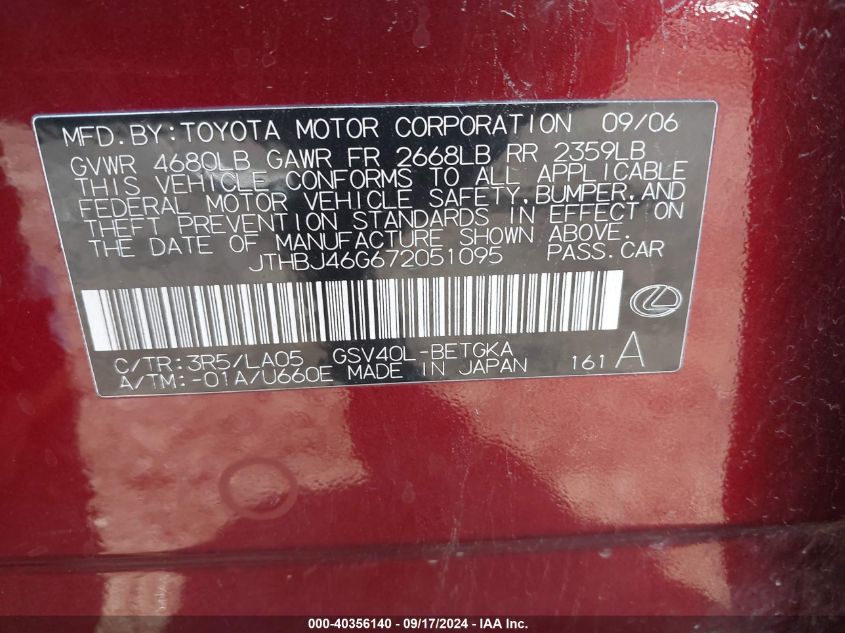 MFD. BY: TOYOTA MOTOR CORPORATION 09/06
GVWR 4680LB GAWR FR 2668LB RR 2359LB
THIS VEHICLE CONFORMS TO ALL APPLICABLE
FEDERAL MOTOR VEHICLE SAFETY, BUMPER, AND
THEFT PREVENTION STANDARDS IN EFFECT ON
THE DATE OF MANUFACTURE SHOWN ABOVE.
JTHBJ46G672051095 PASS. CAR
C/TR: 3R5/LA05 GSV40L-BETGKA
A/TM: -01A/U660E MADE IN JAPAN 161 A
000-40356140 - 09/17/2024 - IAA Inc.